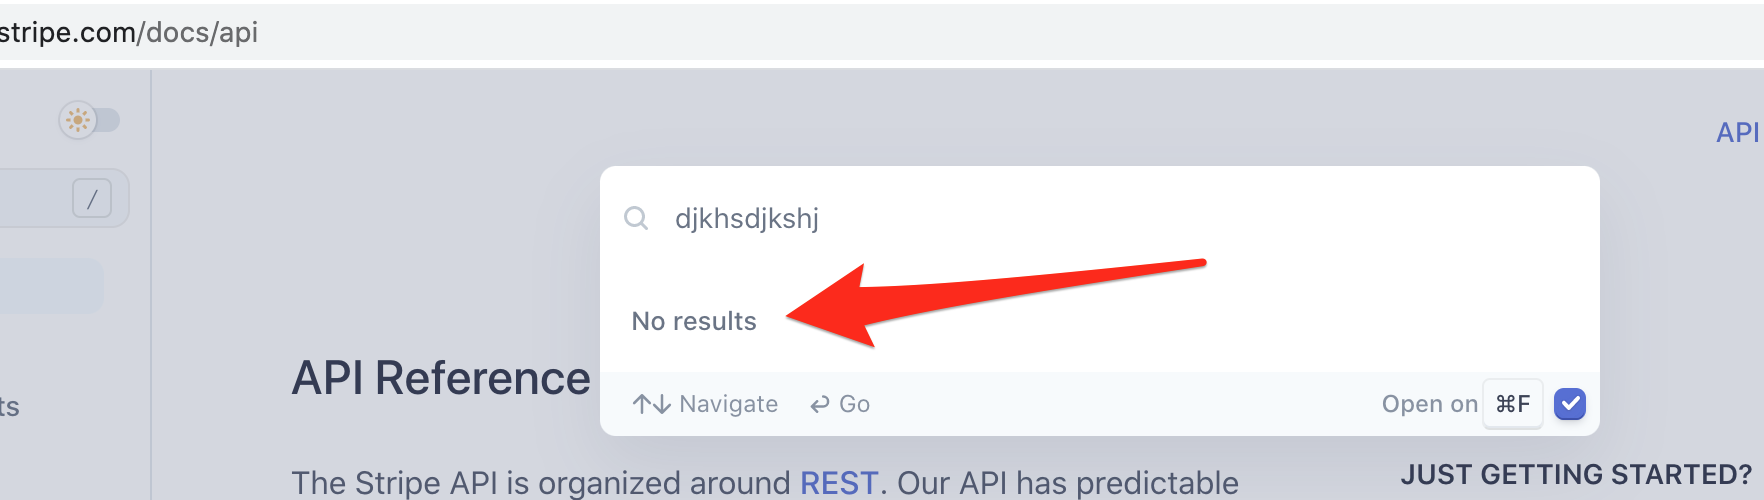 stripe.com/docs/api
API
/
djkhsdjkshj
No results
API Reference
Navigate
Go
Open on ⌘F
ts
The Stripe API is organized around REST. Our API has predictable
JUST GETTING STARTED?